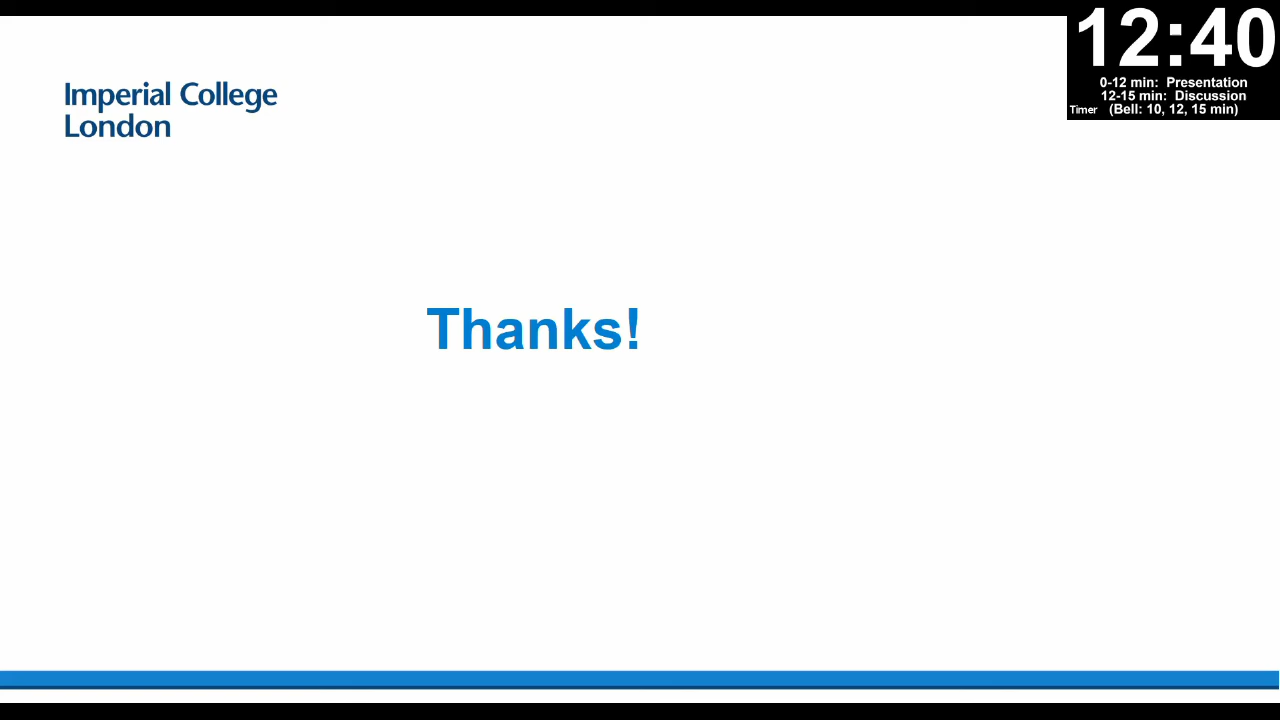 Imperial College
London
12:40
0-12 min: Presentation
12-15 min: Discussion
Timer (Bell: 10, 12, 15 min)
Thanks!